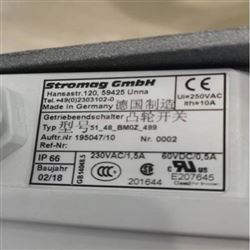 Stromag GmbH
Hansastr.120, 59425 Unna
Tel.+49(0)2303102-0
Made in Germany 德国制造
Ui=250VAC
Ith=10A
Getriebeendschalter 凸轮开关
Typ 型号 51_48_BM0Z_499
Auftr.Nr 195047/10 Nr. 0002
Ref-Nr.
IP 66 230VAC/1,5A 60VDC/0,5A
Baujahr
02/18
GB14048.5
201644
E207645